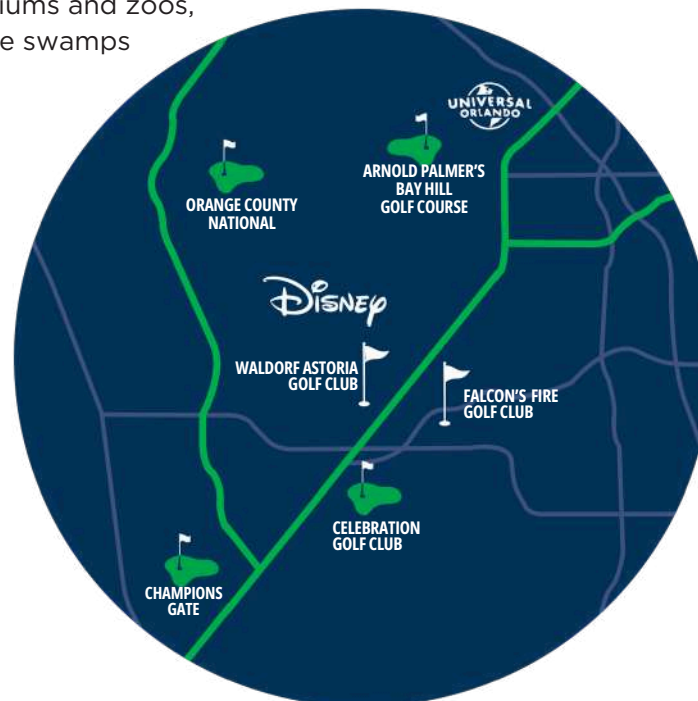 iums and zoos,
e swamps
UNIVERSAL
ORLANDO
ARNOLD PALMER'S
BAY HILL
GOLF COURSE
ORANGE COUNTY
NATIONAL
Disney
WALDORF ASTORIA
GOLF CLUB
FALCON'S FIRE
GOLF CLUB
CELEBRATION
GOLF CLUB
CHAMPIONS
GATE